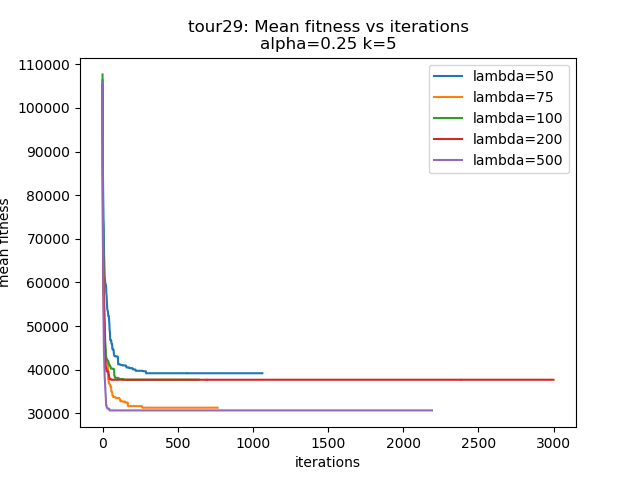 tour29: Mean fitness vs iterations
alpha=0.25 k=5
110000
100000
90000
80000
70000
60000
50000
40000
30000
mean fitness
0
500
1000
1500
2000
2500
3000
iterations
lambda=50
lambda=75
lambda=100
lambda=200
lambda=500